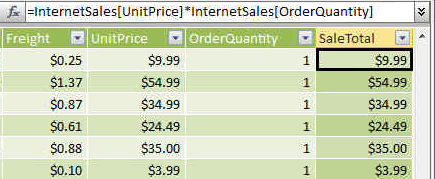 fx =InternetSales[UnitPrice]*InternetSales[OrderQuantity]
Freight UnitPrice OrderQuantity SaleTotal
$0.25 $9.99 1 $9.99
$1.37 $54.99 1 $54.99
$0.87 $34.99 1 $34.99
$0.61 $24.49 1 $24.49
$0.88 $35.00 1 $35.00
$0.10 $3.99 1 $3.99